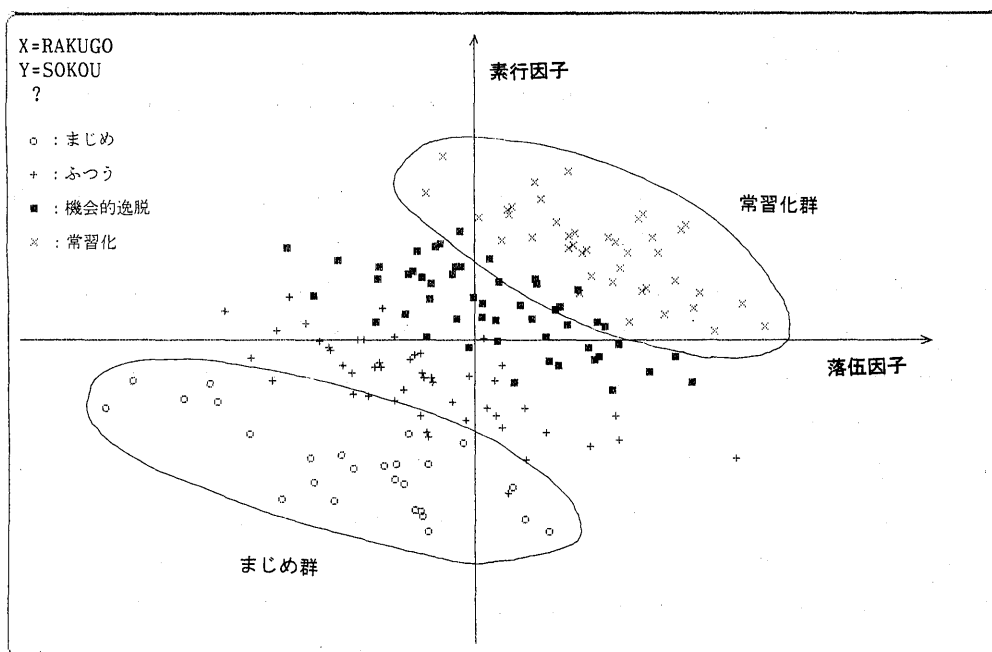 X=RAKUGO
Y=SOKOU
?
○ : まじめ
+ : ふつう
■ : 機会的逸脱
× : 常習化
素行因子
常習化群
落伍因子
まじめ群